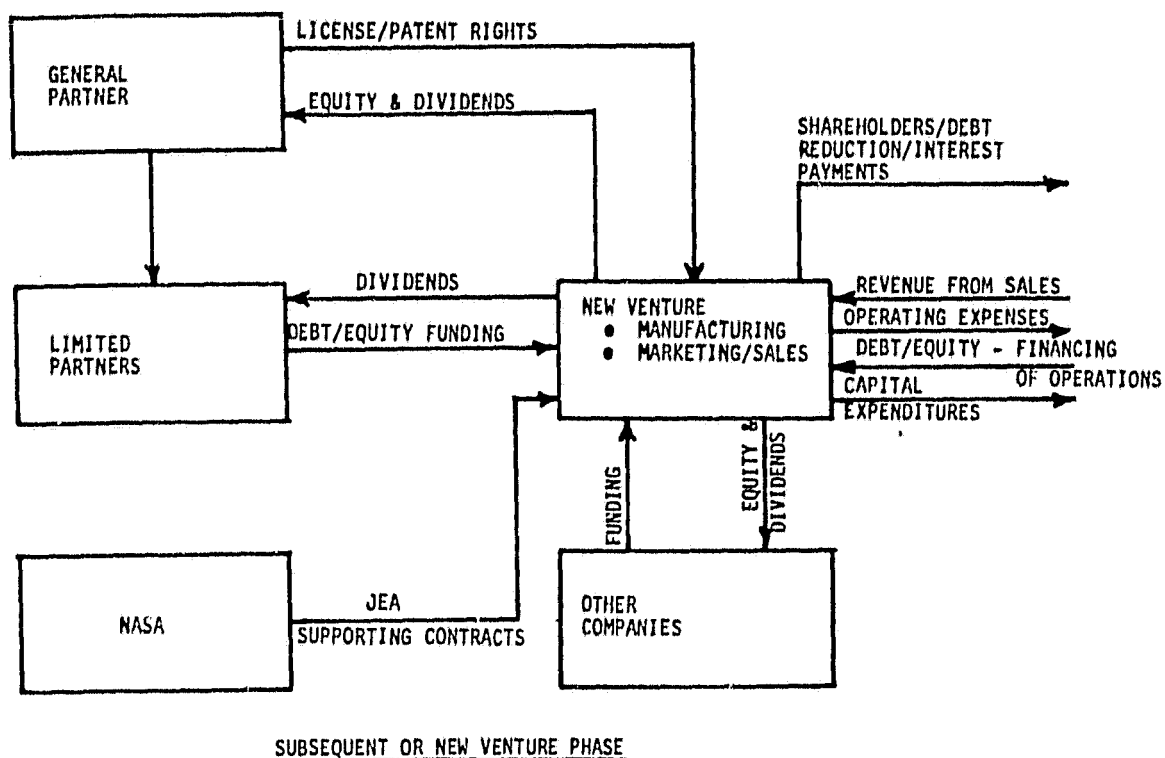 LICENSE/PATENT RIGHTS
GENERAL
PARTNER
EQUITY & DIVIDENDS
SHAREHOLDERS/DEBT
REDUCTION/INTEREST
PAYMENTS
DIVIDENDS
LIMITED
PARTNERS
DEBT/EQUITY FUNDING
NEW VENTURE
● MANUFACTURING
● MARKETING/SALES
REVENUE FROM SALES
OPERATING EXPENSES
DEBT/EQUITY - FINANCING
OF OPERATIONS
CAPITAL
EXPENDITURES
FUNDING
EQUITY &
DIVIDENDS
NASA
JEA
SUPPORTING CONTRACTS
OTHER
COMPANIES
SUBSEQUENT OR NEW VENTURE PHASE